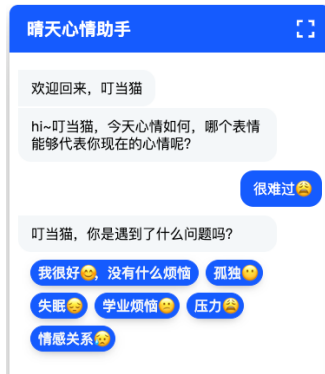 晴天心情助手
欢迎回来，叮当猫
hi~叮当猫，今天心情如何，哪个表情
能够代表你现在的心情呢？
很难过😩
叮当猫，你是遇到了什么问题吗？
我很好😊，没有什么烦恼
孤独😶
失眠😔
学业烦恼😕
压力😩
情感关系😥